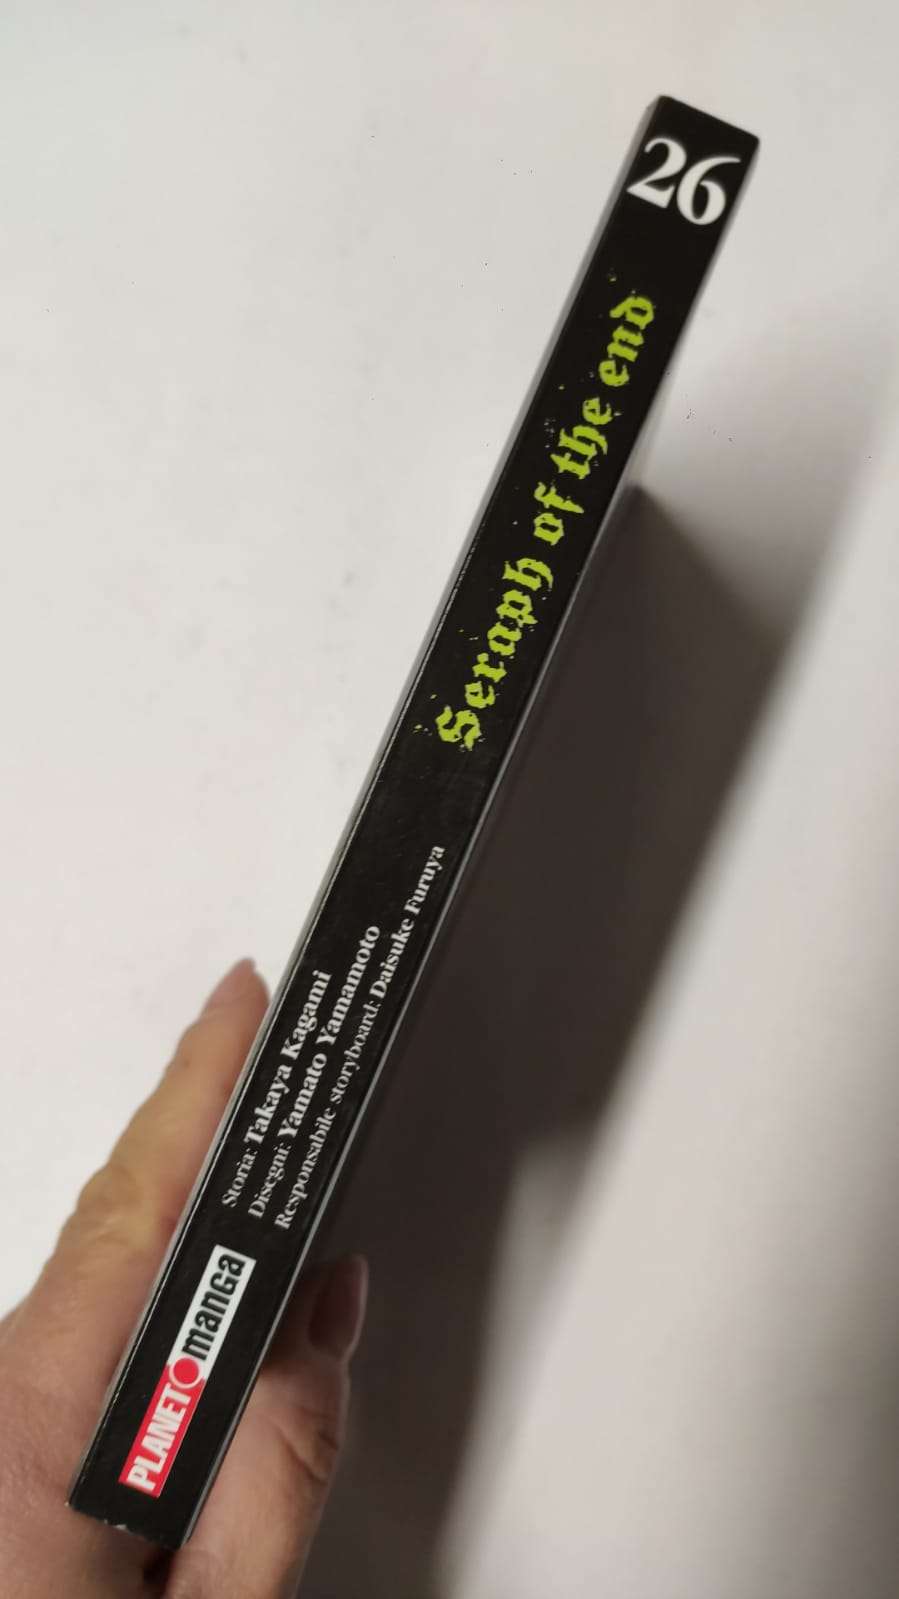 26
Seraph of the end
Storia: Takaya Kagami
Disegni: Yamato Yamamoto
Responsabile storyboard: Daisuke Furuya
PLANET manga